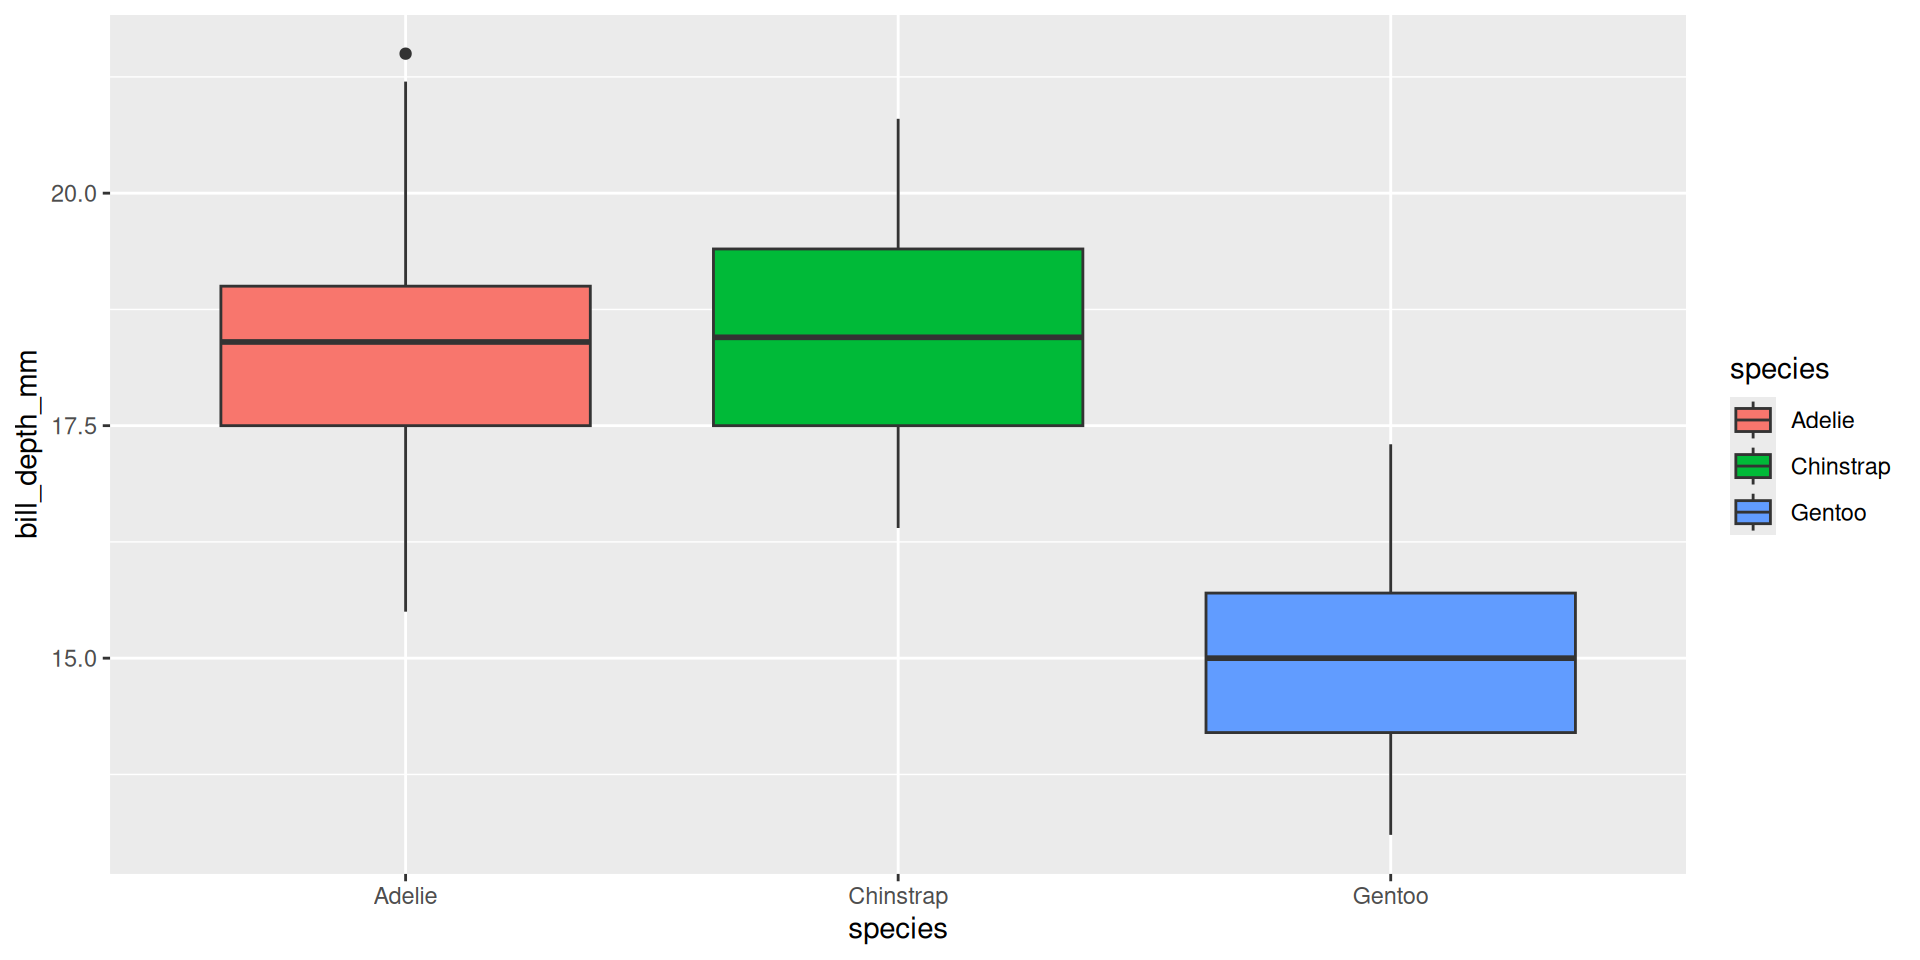 bill_depth_mm
20.0
17.5
15.0
Adelie
Chinstrap
Gentoo
species
species
Adelie
Chinstrap
Gentoo